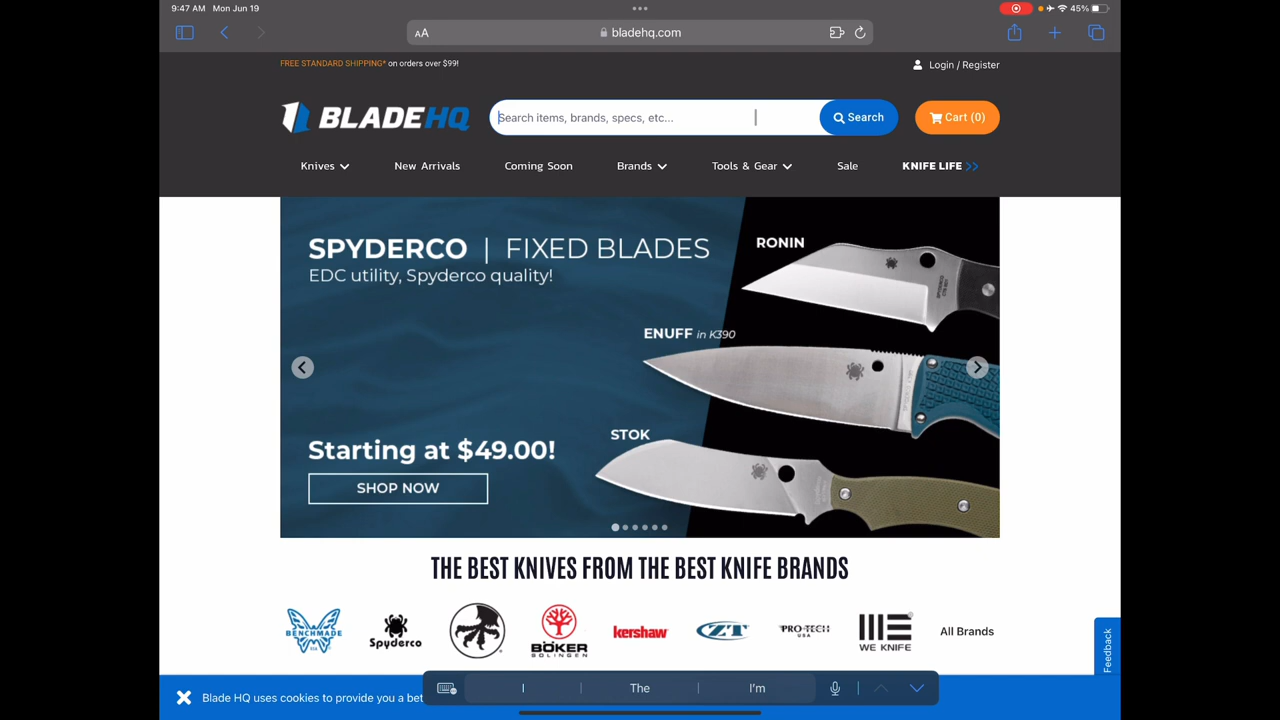 9:47 AM Mon Jun 19
45%
AA
bladehq.com
FREE STANDARD SHIPPING* on orders over $99!
Login / Register
BLADEHQ
Search items, brands, specs, etc...
Search
Cart (0)
Knives
New Arrivals
Coming Soon
Brands
Tools & Gear
Sale
KNIFE LIFE >>
SPYDERCO | FIXED BLADES
EDC utility, Spyderco quality!
RONIN
ENUFF in K390
STOK
Starting at $49.00!
SHOP NOW
THE BEST KNIVES FROM THE BEST KNIFE BRANDS
BENCHMADE
Spyderco
BÖKER
SOLINGEN
kershaw
ZT
PRO-TECH
USA
WE KNIFE
All Brands
Feedback
Blade HQ uses cookies to provide you a bet
I
The
I'm